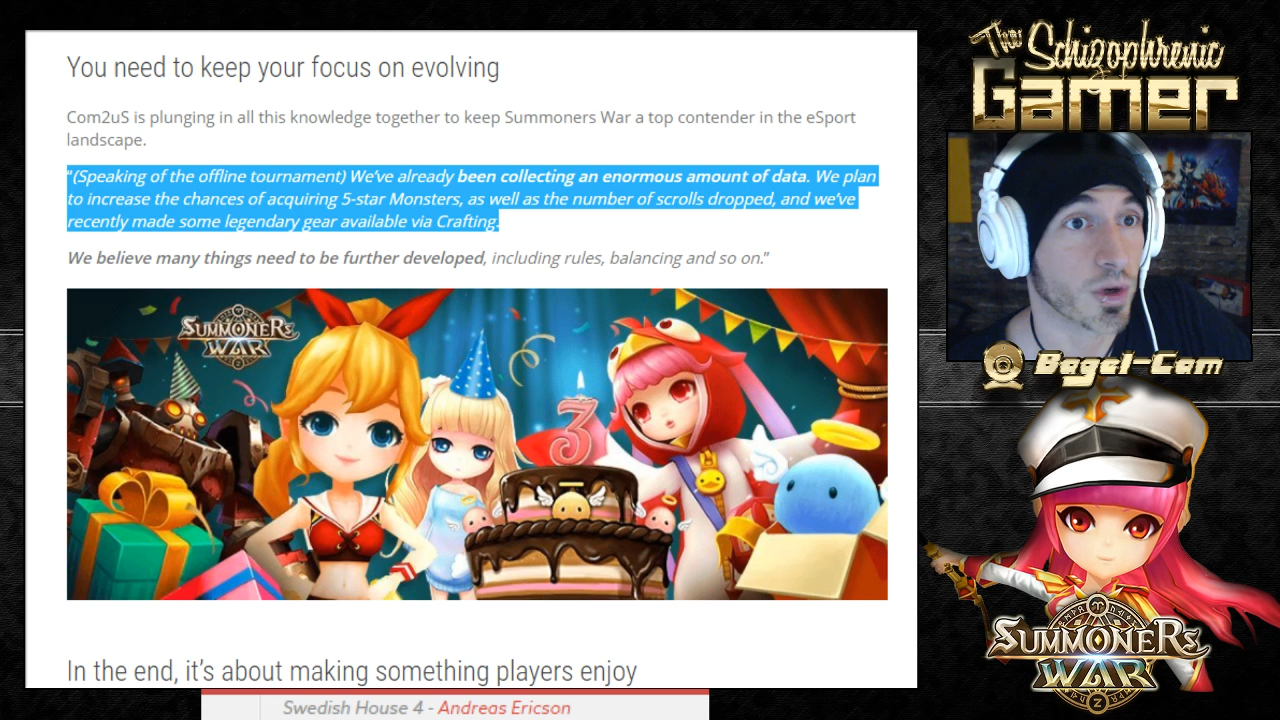 You need to keep your focus on evolving
Com2uS is plunging in all this knowledge together to keep Summoners War a top contender in the eSport
landscape.
“(Speaking of the offline tournament) We’ve already been collecting an enormous amount of data. We plan
to increase the chances of acquiring 5-star Monsters, as well as the number of scrolls dropped, and we’ve
recently made some legendary gear available via Crafting.
We believe many things need to be further developed, including rules, balancing and so on.”
SUMMONERS
WAR
3
In the end, it’s about making something players enjoy
Swedish House 4 - Andreas Ericson
The Schizophrenic
Gamer
Bagel-Cam
SUMMONERS
WAR